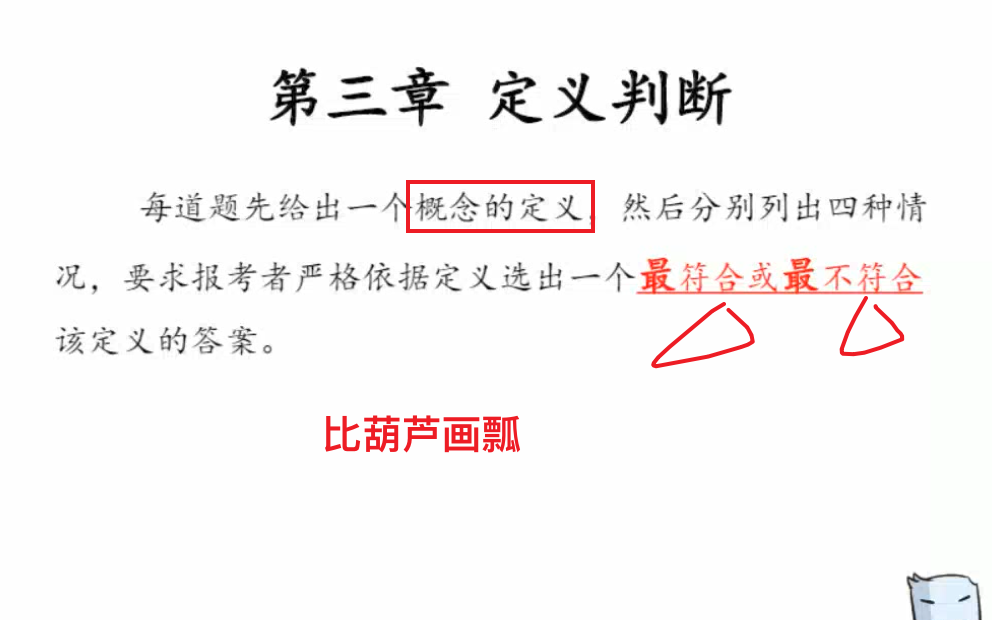 第三章 定义判断
每道题先给出一个概念的定义，然后分别列出四种情
况，要求报考者严格依据定义选出一个最符合或最不符合
该定义的答案。
比葫芦画瓢